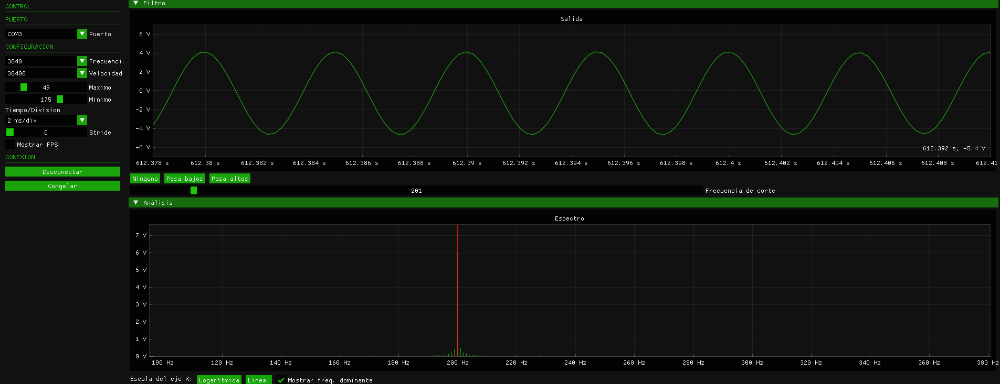 CONTROL
PUERTO
COM3 Puerto
CONFIGURACION
3840 Frecuenci
38400 Velocidad
49 Maximo
175 Minimo
Tiempo/Division
2 ms/div
0 Stride
Mostrar FPS
CONEXION
Desconectar
Congelar
Filtro
Salida
6 V
4 V
2 V
0 V
-2 V
-4 V
-6 V
612.392 s, -5.4 V
612.378 s 612.38 s 612.382 s 612.384 s 612.386 s 612.388 s 612.39 s 612.392 s 612.394 s 612.396 s 612.398 s 612.4 s 612.402 s 612.404 s 612.406 s 612.408 s 612.41
Ninguno Pasa bajos Pasa altos
201 Frecuencia de corte
Análisis
Espectro
7 V
6 V
5 V
4 V
3 V
2 V
1 V
0 V
100 Hz 120 Hz 140 Hz 160 Hz 180 Hz 200 Hz 220 Hz 240 Hz 260 Hz 280 Hz 300 Hz 320 Hz 340 Hz 360 Hz 380 Hz
Escala del eje X: Logarítmica Lineal Mostrar freq. dominante